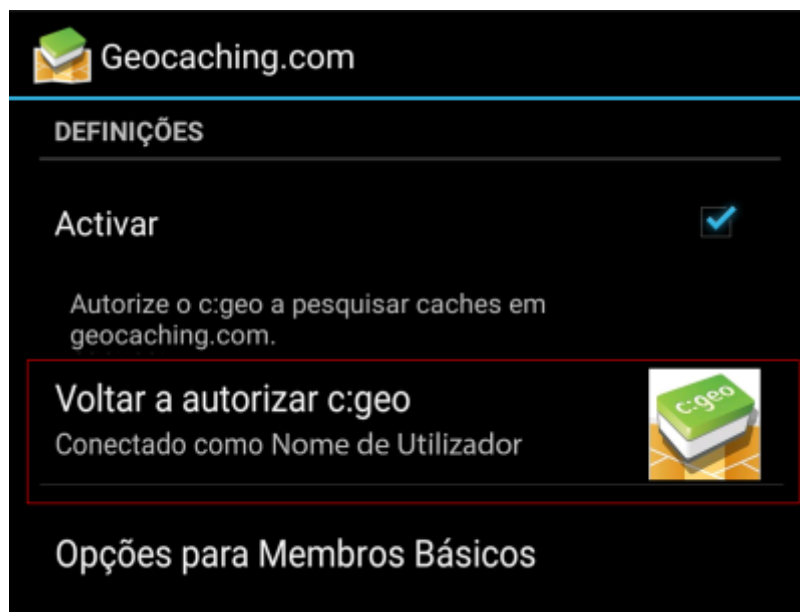 Geocaching.com
DEFINIÇÕES
Activar
Autorize o c:geo a pesquisar caches em
geocaching.com.
Voltar a autorizar c:geo
c:geo
Conectado como Nome de Utilizador
Opções para Membros Básicos